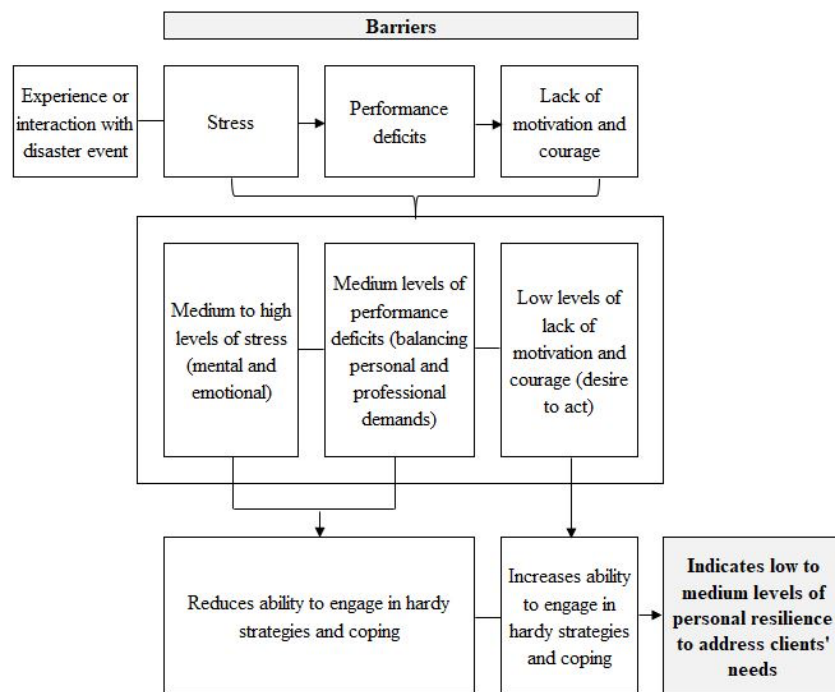 Barriers
Experience or
interaction with
disaster event
Stress
Performance
deficits
Lack of
motivation and
courage
Medium to high
levels of stress
(mental and
emotional)
Medium levels of
performance
deficits (balancing
personal and
professional
demands)
Low levels of
lack of
motivation and
courage (desire
to act)
Reduces ability to engage in hardy
strategies and coping
Increases ability
to engage in
hardy strategies
and coping
Indicates low to
medium levels of
personal resilience
to address clients'
needs